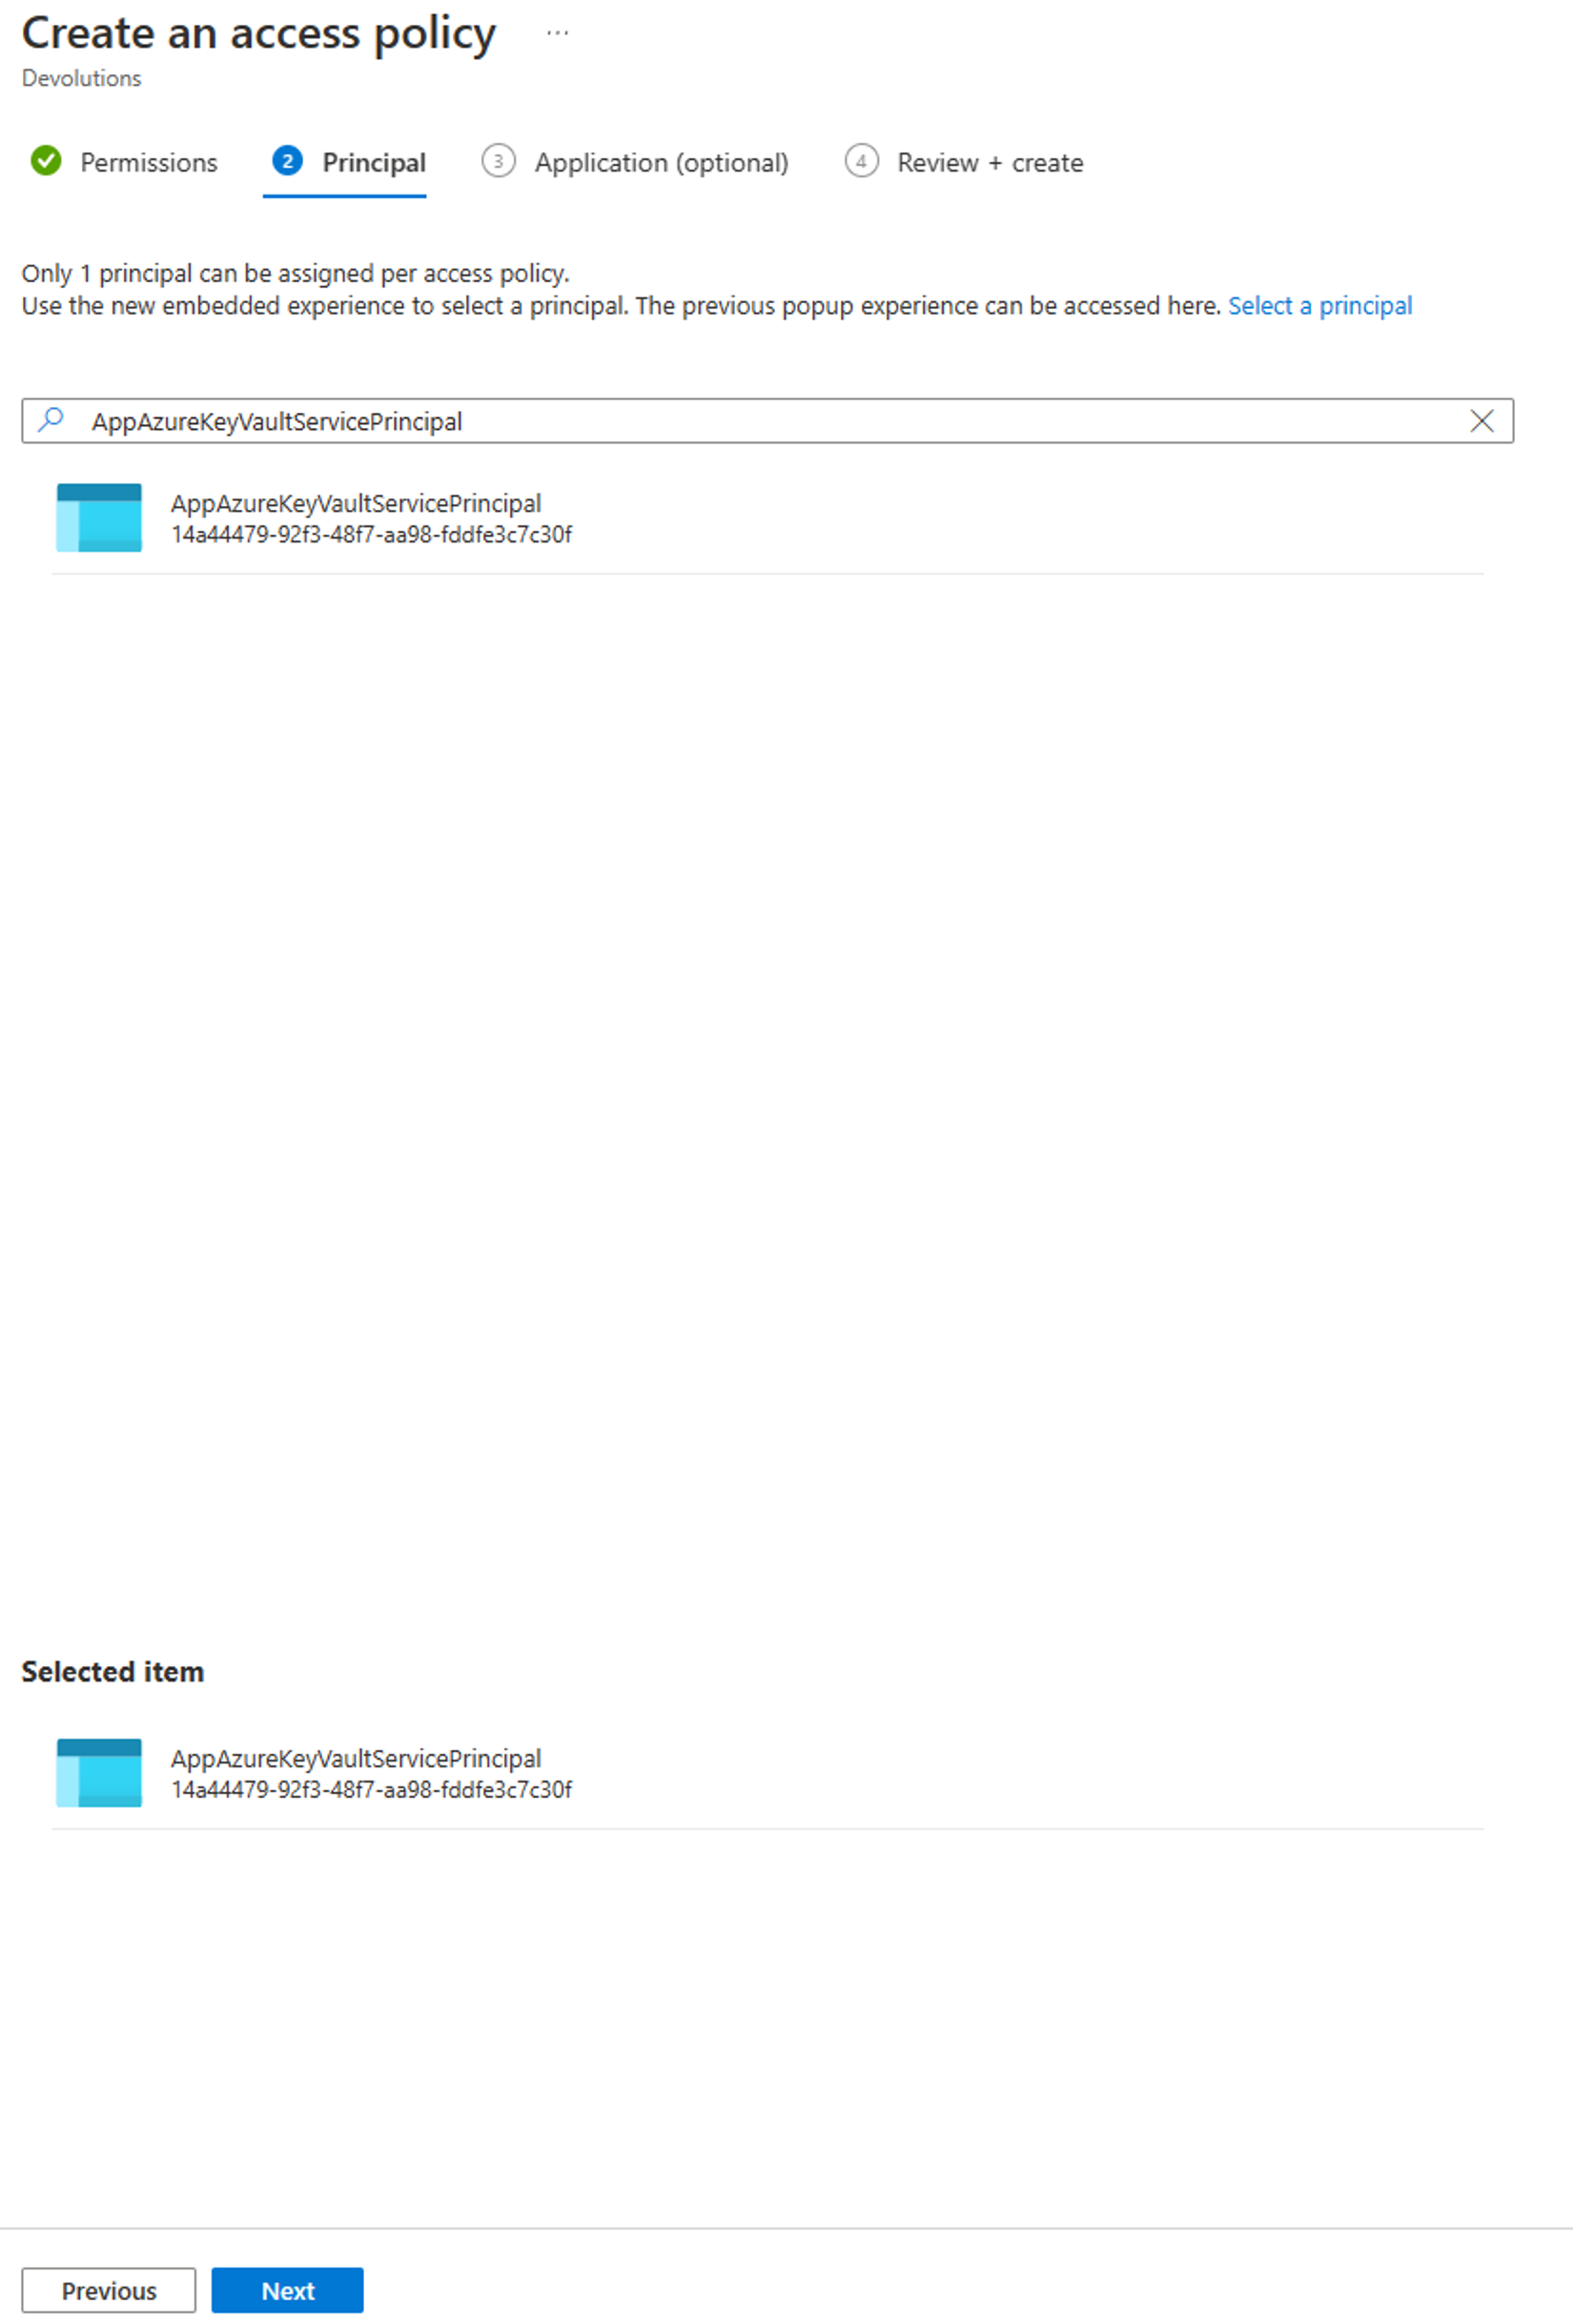 Create an access policy ...
Devolutions
Permissions 2 Principal 3 Application (optional) 4 Review + create
Only 1 principal can be assigned per access policy.
Use the new embedded experience to select a principal. The previous popup experience can be accessed here. Select a principal
AppAzureKeyVaultServicePrincipal
AppAzureKeyVaultServicePrincipal
14a44479-92f3-48f7-aa98-fddfe3c7c30f
Selected item
AppAzureKeyVaultServicePrincipal
14a44479-92f3-48f7-aa98-fddfe3c7c30f
Previous Next